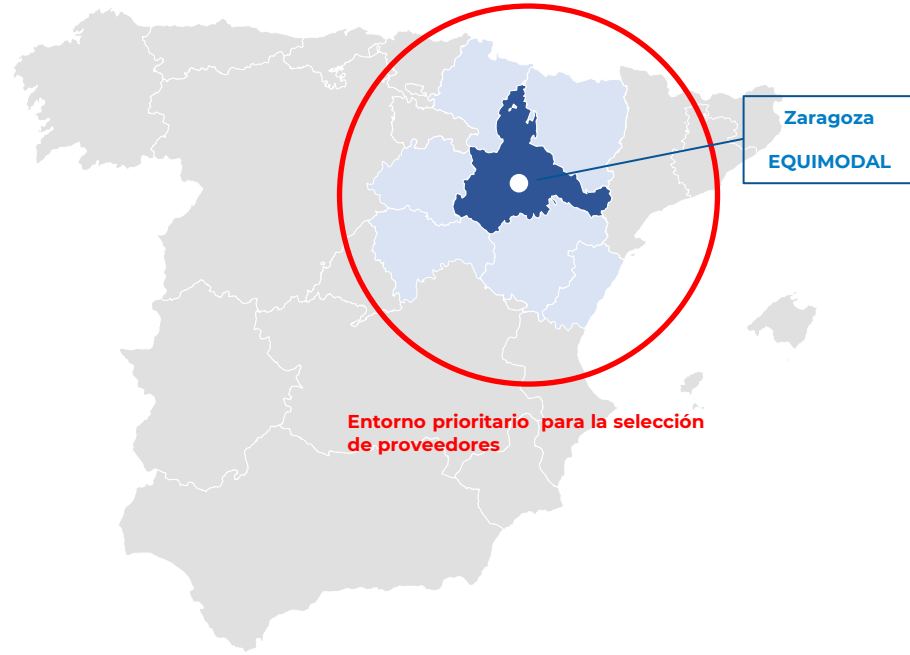 Zaragoza
EQUIMODAL
Entorno prioritario para la selección
de proveedores